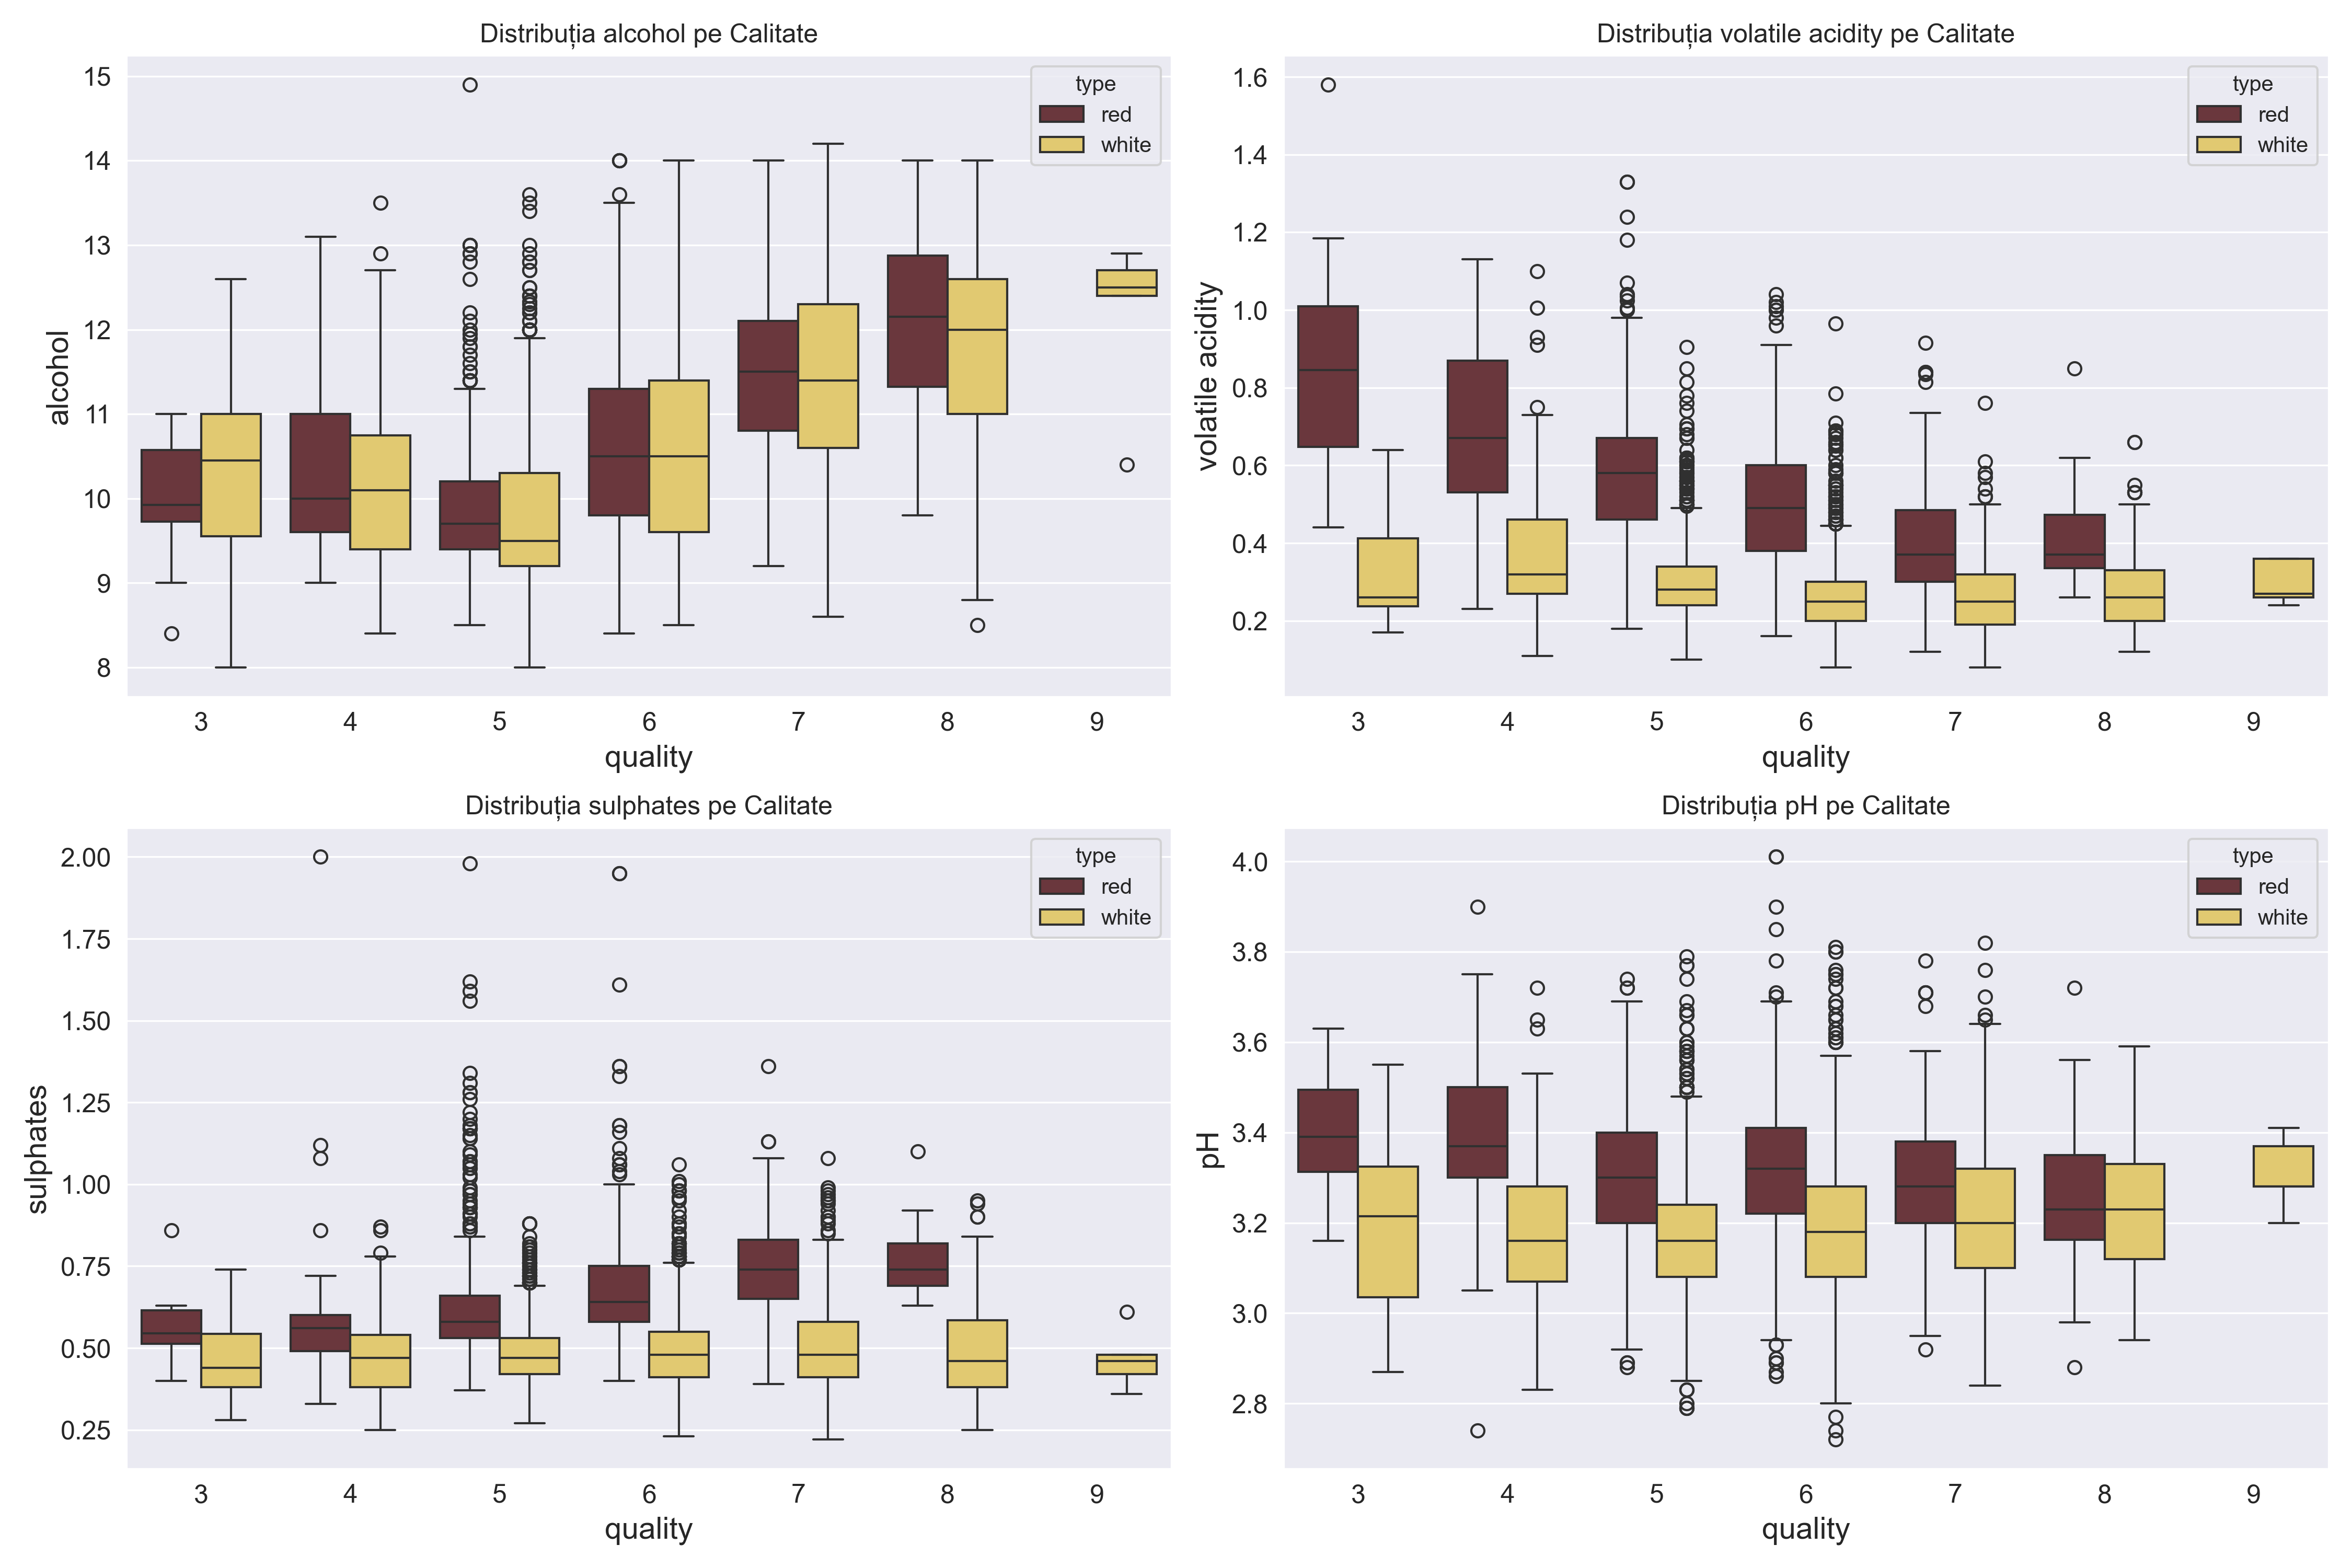 Distribuția alcohol pe Calitate
15
14
13
12
11
10
9
8
alcohol
type
red
white
3 4 5 6 7 8 9
quality
Distribuția volatile acidity pe Calitate
1.6
1.4
1.2
1.0
0.8
0.6
0.4
0.2
volatile acidity
type
red
white
3 4 5 6 7 8 9
quality
Distribuția sulphates pe Calitate
2.00
1.75
1.50
1.25
1.00
0.75
0.50
0.25
sulphates
type
red
white
3 4 5 6 7 8 9
quality
Distribuția pH pe Calitate
4.0
3.8
3.6
3.4
3.2
3.0
2.8
pH
type
red
white
3 4 5 6 7 8 9
quality